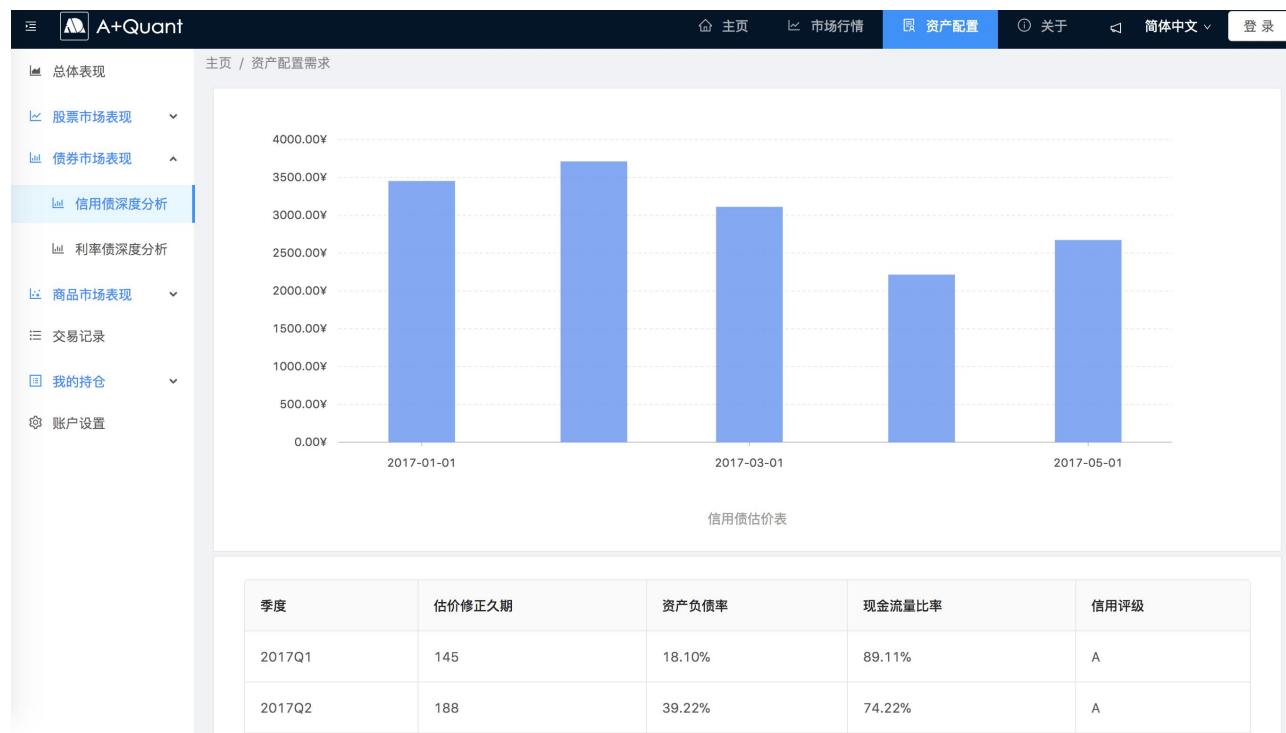 A+Quant 主页 市场行情 资产配置 关于 简体中文 登 录
总体表现
股票市场表现
债券市场表现
信用债深度分析
利率债深度分析
商品市场表现
交易记录
我的持仓
账户设置
主页 / 资产配置需求
4000.00¥
3500.00¥
3000.00¥
2500.00¥
2000.00¥
1500.00¥
1000.00¥
500.00¥
0.00¥
2017-01-01 2017-03-01 2017-05-01
信用债估价表
季度 估价修正久期 资产负债率 现金流量比率 信用评级
2017Q1 145 18.10% 89.11% A
2017Q2 188 39.22% 74.22% A